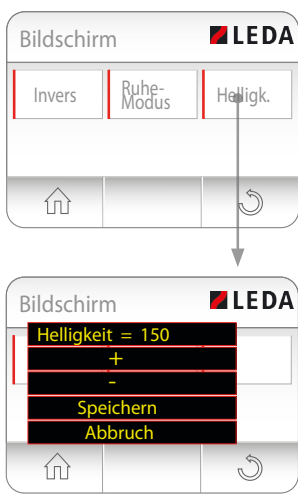 Bildschirm LEDA
Invers Ruhe-
Modus Helligk.
Bildschirm LEDA
Helligkeit = 150
+
-
Speichern
Abbruch